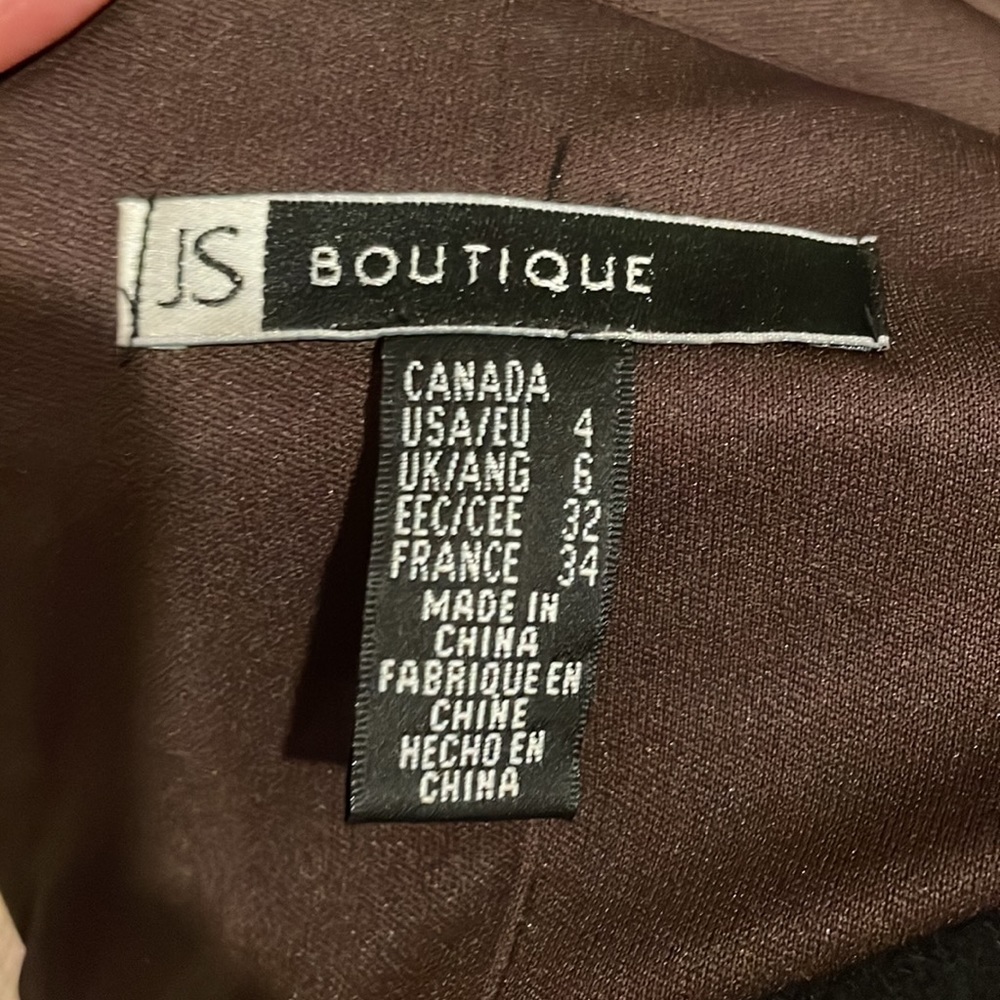 JS BOUTIQUE
CANADA
USA/EU 4
UK/ANG 6
EEC/CEE 32
FRANCE 34
MADE IN
CHINA
FABRIQUE EN
CHINE
HECHO EN
CHINA